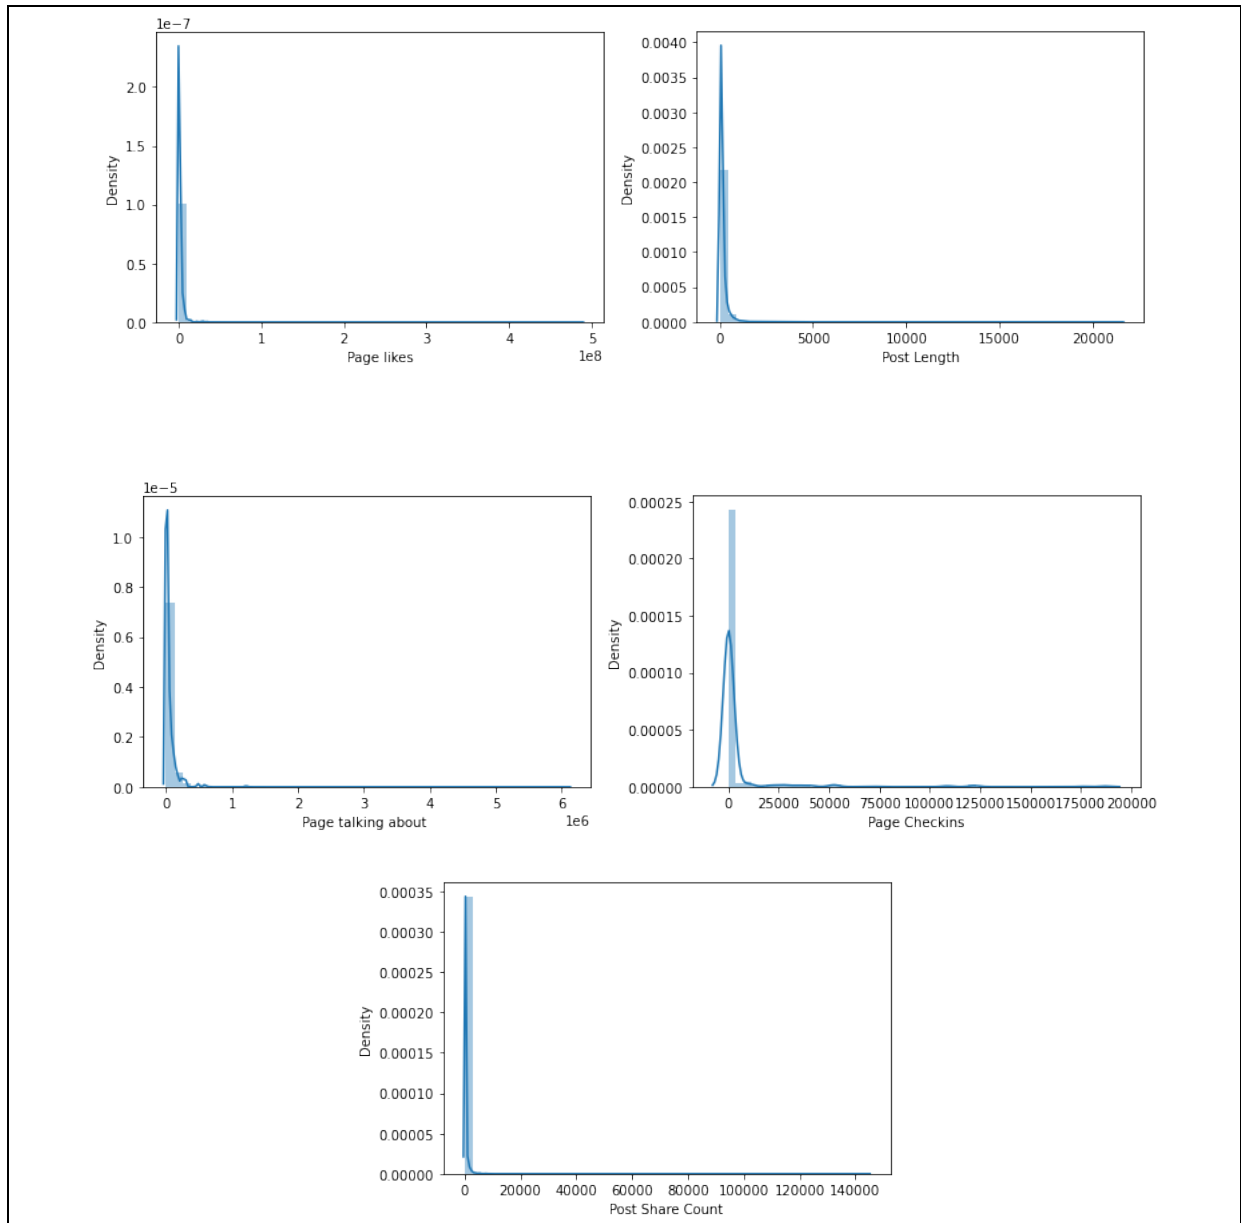 1e−7
2.0
1.5
1.0
0.5
0.0
Density
0 1 2 3 4 5
1e8
Page likes
0.0040
0.0035
0.0030
0.0025
0.0020
0.0015
0.0010
0.0005
0.0000
Density
0 5000 10000 15000 20000
Post Length
1e−5
1.0
0.8
0.6
0.4
0.2
0.0
Density
0 1 2 3 4 5 6
1e6
Page talking about
0.00025
0.00020
0.00015
0.00010
0.00005
0.00000
Density
0 25000 50000 75000 100000 125000 150000 175000 200000
Page Checkins
0.00035
0.00030
0.00025
0.00020
0.00015
0.00010
0.00005
0.00000
Density
0 20000 40000 60000 80000 100000 120000 140000
Post Share Count